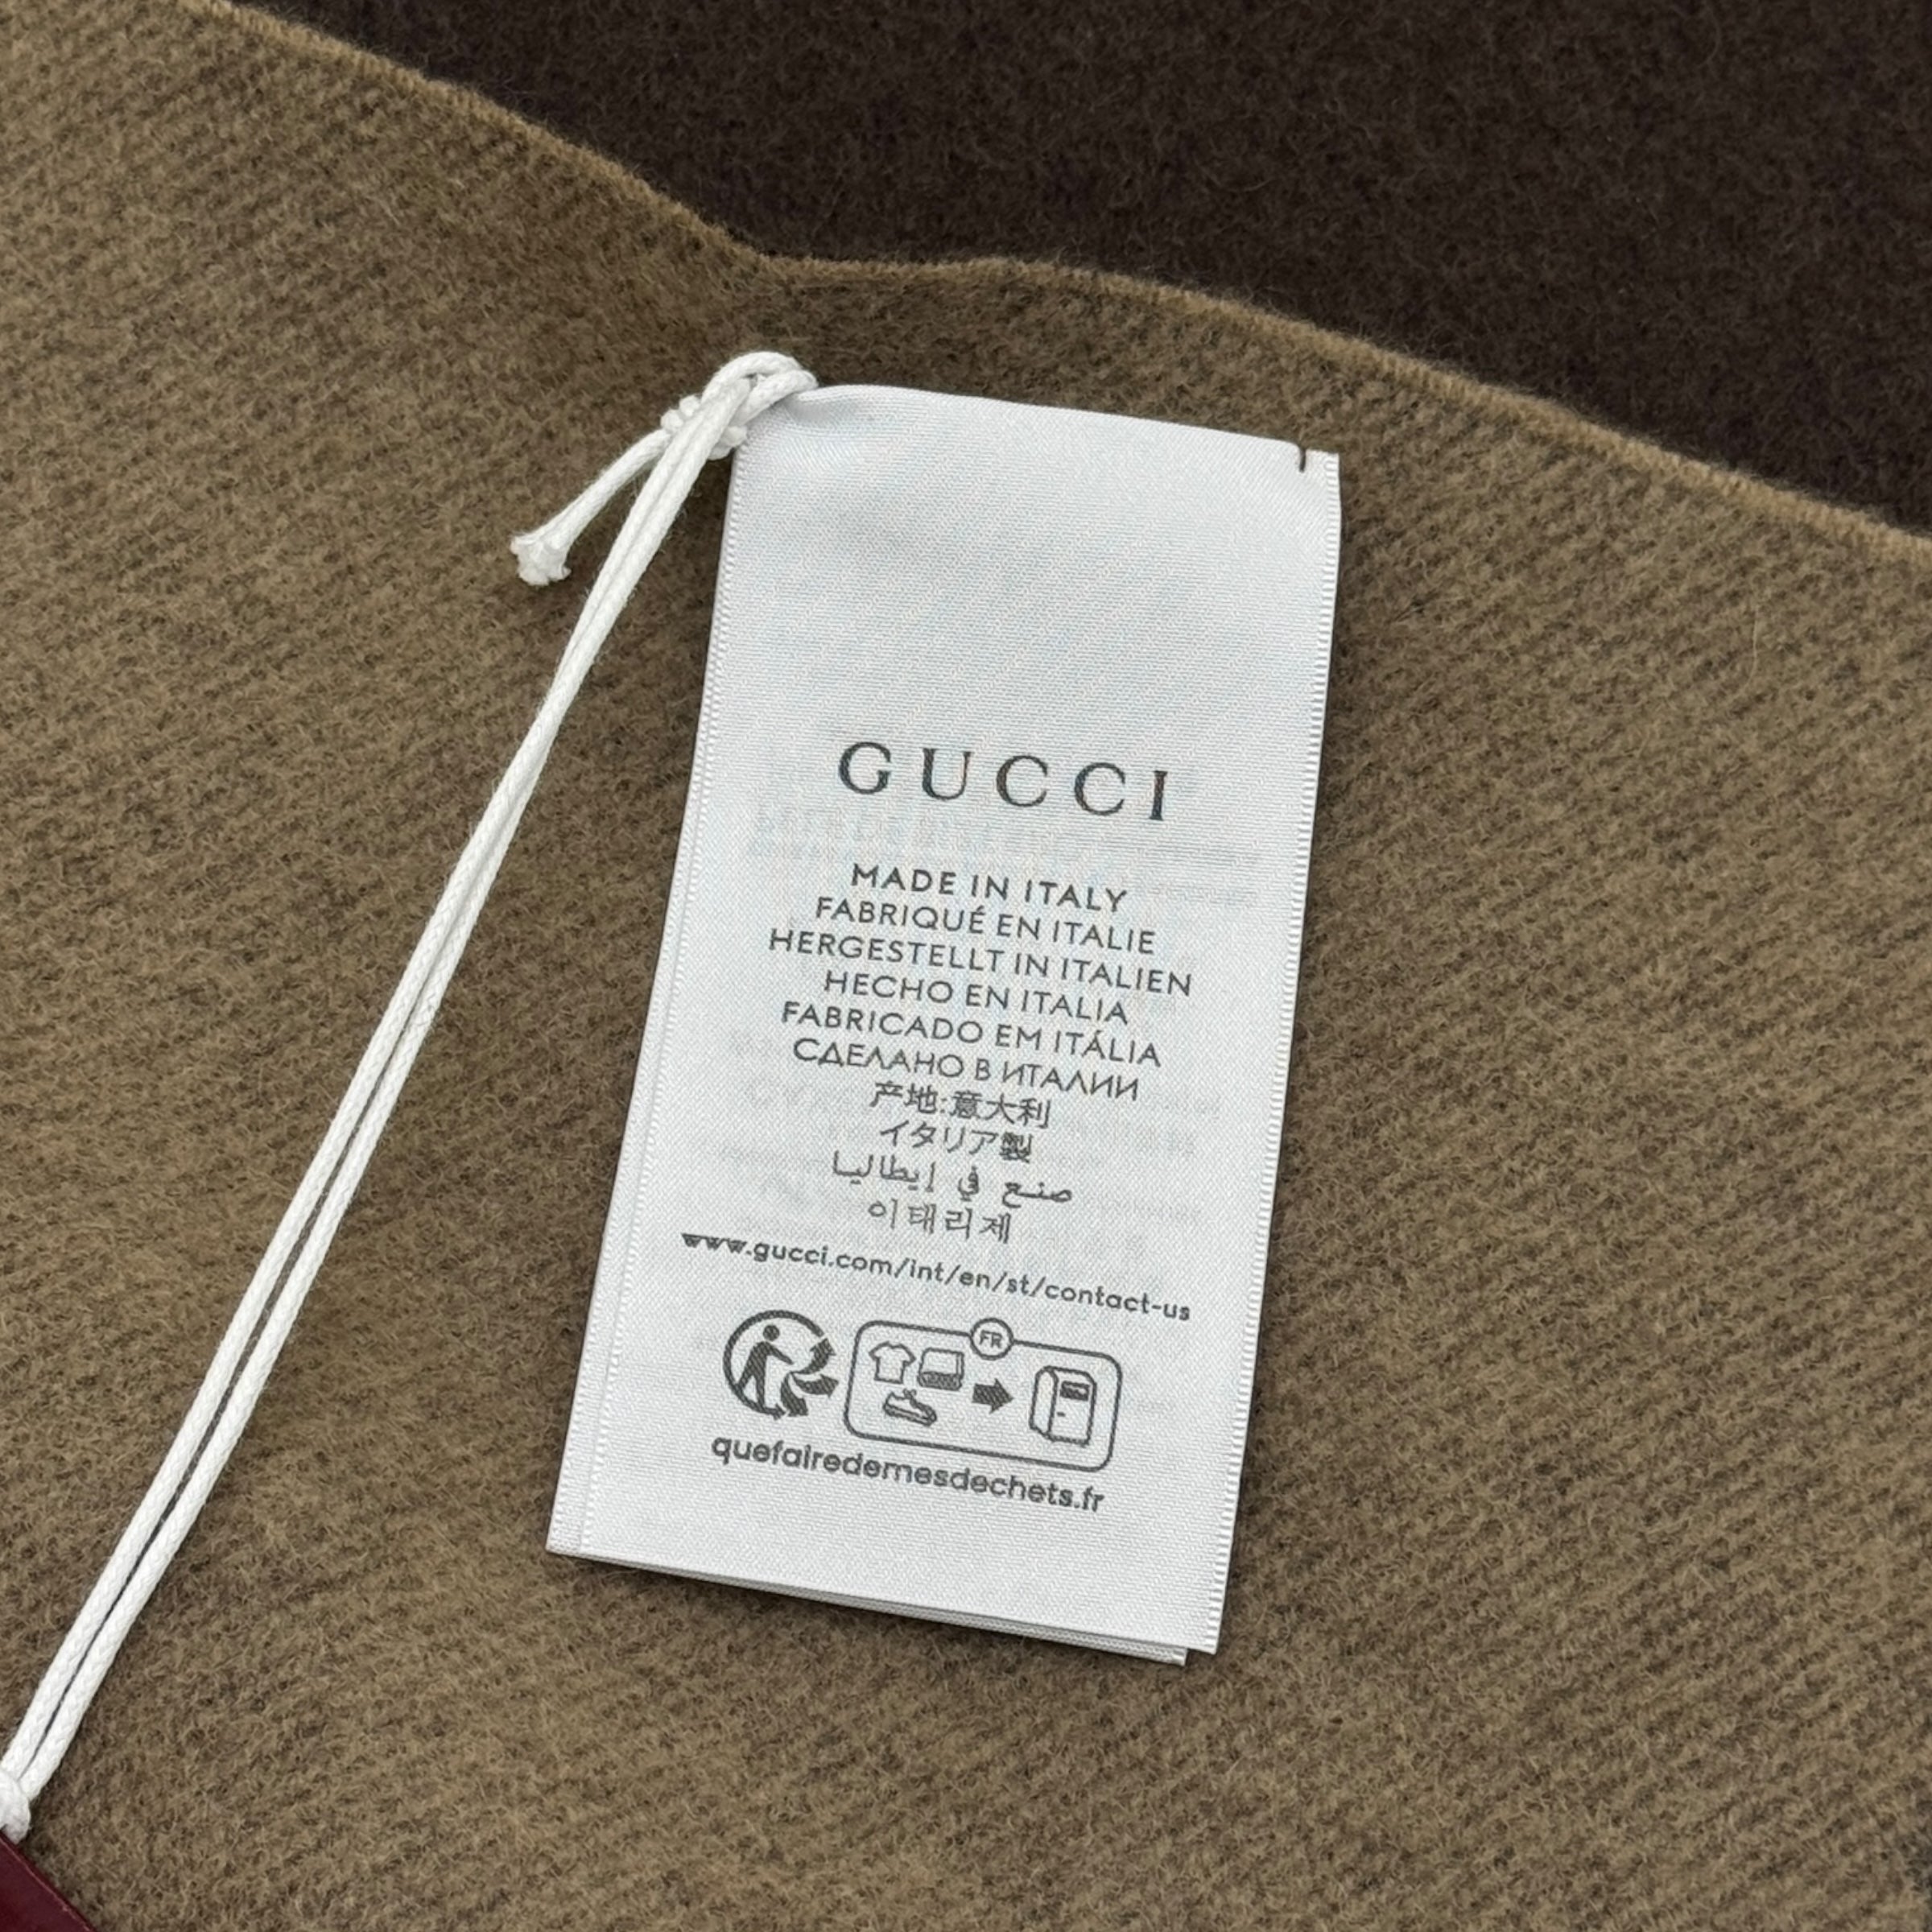 GUCCI
MADE IN ITALY
FABRIQUÉ EN ITALIE
HERGESTELLT IN ITALIEN
HECHO EN ITALIA
FABRICADO EM ITÁLIA
СДЕЛАНО В ИТАЛИИ
产地:意大利
イタリア製
صنع في إيطاليا
이태리제
www.gucci.com/int/en/st/contact-us
FR
quefairedemesdechets.fr